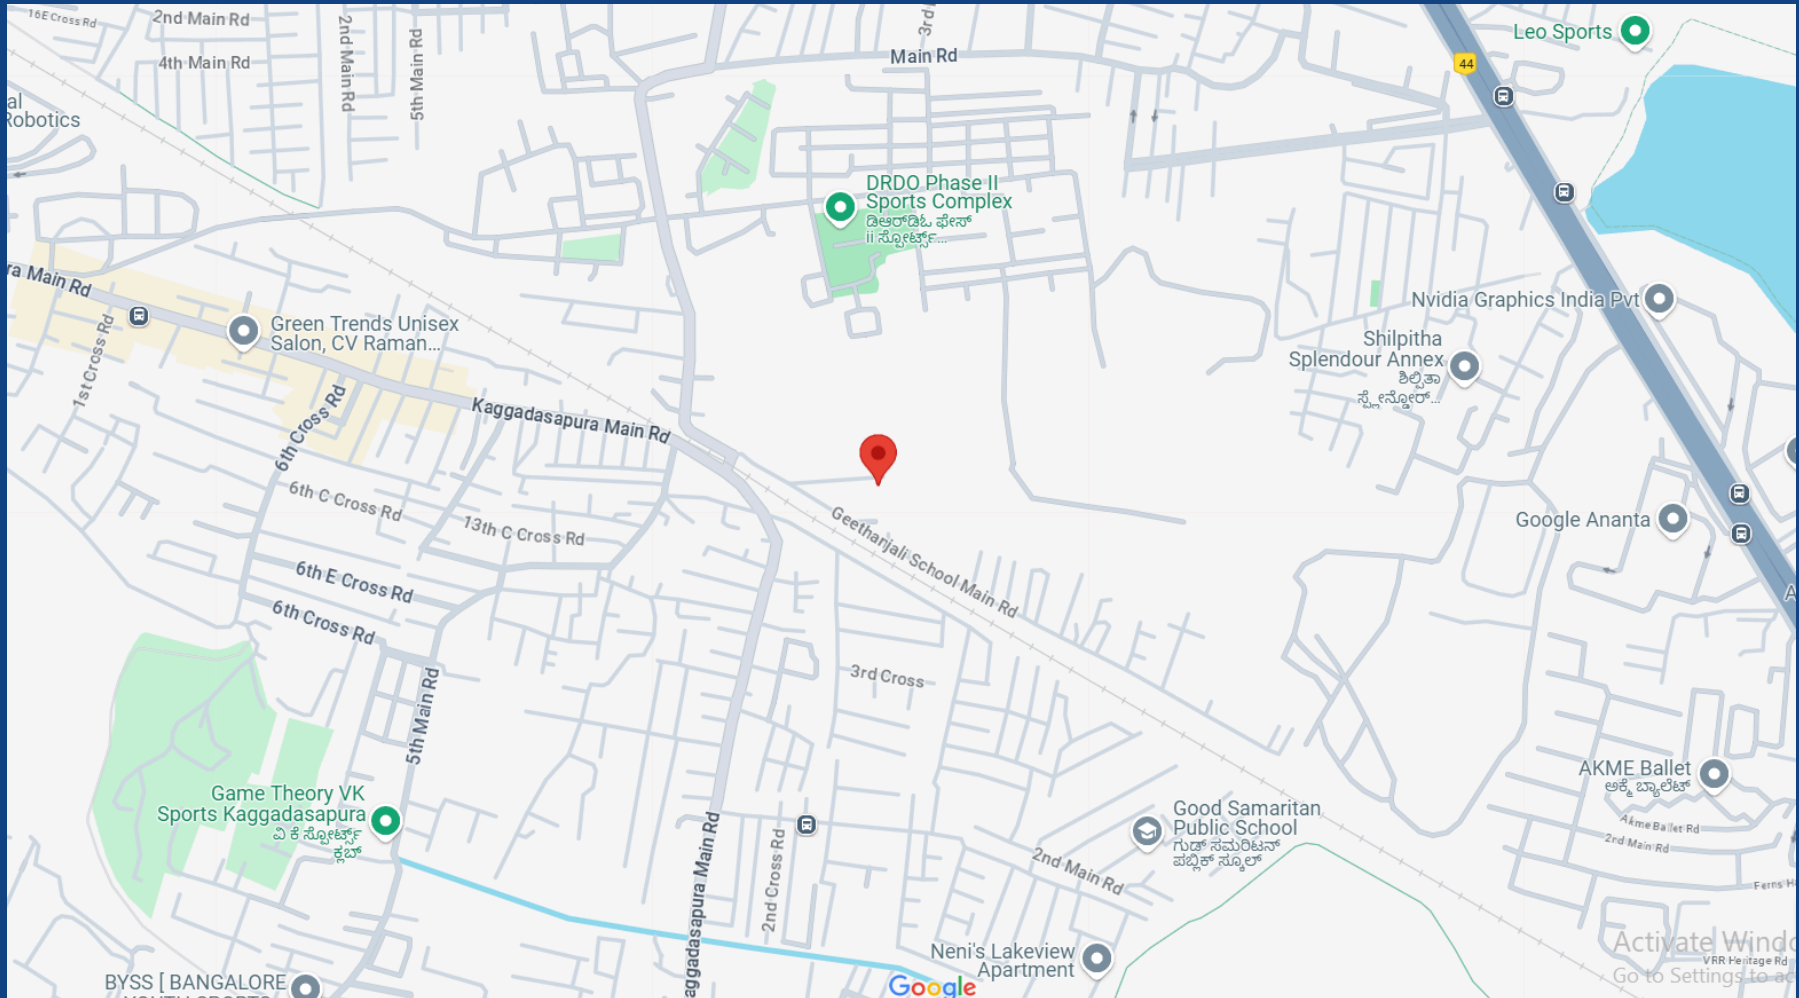 16E Cross Rd
2nd Main Rd
4th Main Rd
2nd Main Rd
5th Main Rd
3rd
Main Rd
Leo Sports
44
al
Robotics
DRDO Phase II
Sports Complex
ಡಿಆರ್‌ಡಿಓ ಫೇಸ್
ii ಸ್ಪೋರ್ಟ್ಸ್...
ra Main Rd
1st Cross Rd
Green Trends Unisex
Salon, CV Raman...
Nvidia Graphics India Pvt
Shilpitha
Splendour Annex
ಶಿಲ್ಪಿತಾ
ಸ್ಪ್ಲೇನ್ಡೋರ್...
6th Cross Rd
Kaggadasapura Main Rd
6th C Cross Rd
13th C Cross Rd
Geethanjali School Main Rd
Google Ananta
6th E Cross Rd
6th Cross Rd
A
3rd Cross
5th Main Rd
AKME Ballet
ಅಕ್ಮೆ ಬ್ಯಾಲೆಟ್
Game Theory VK
Sports Kaggadasapura
ವಿ ಕೆ ಸ್ಪೋರ್ಟ್ಸ್
ಕ್ಲಬ್
Good Samaritan
Public School
ಗುಡ್ ಸಮರಿಟನ್
ಪಬ್ಲಿಕ್ ಸ್ಕೂಲ್
Akme Ballet Rd
2nd Main Rd
2nd Cross Rd
2nd Main Rd
Kaggadasapura Main Rd
Ferns H
Neni's Lakeview
Apartment
Activate Windo
VRR Heritage Rd
Go to Settings to ac
BYSS [ BANGALORE
YOUTH SPORTS
Google